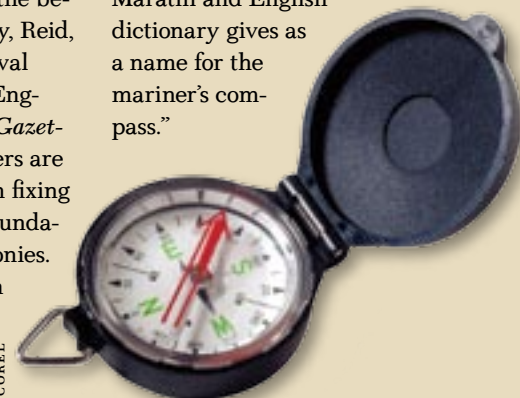 the be-
y, Reid,
val
Eng-
Gazet-
ers are
n fixing
unda-
onies.
n
Marathi and English
dictionary gives as
a name for the
mariner’s com-
pass.”
E
S
N
W
COREL